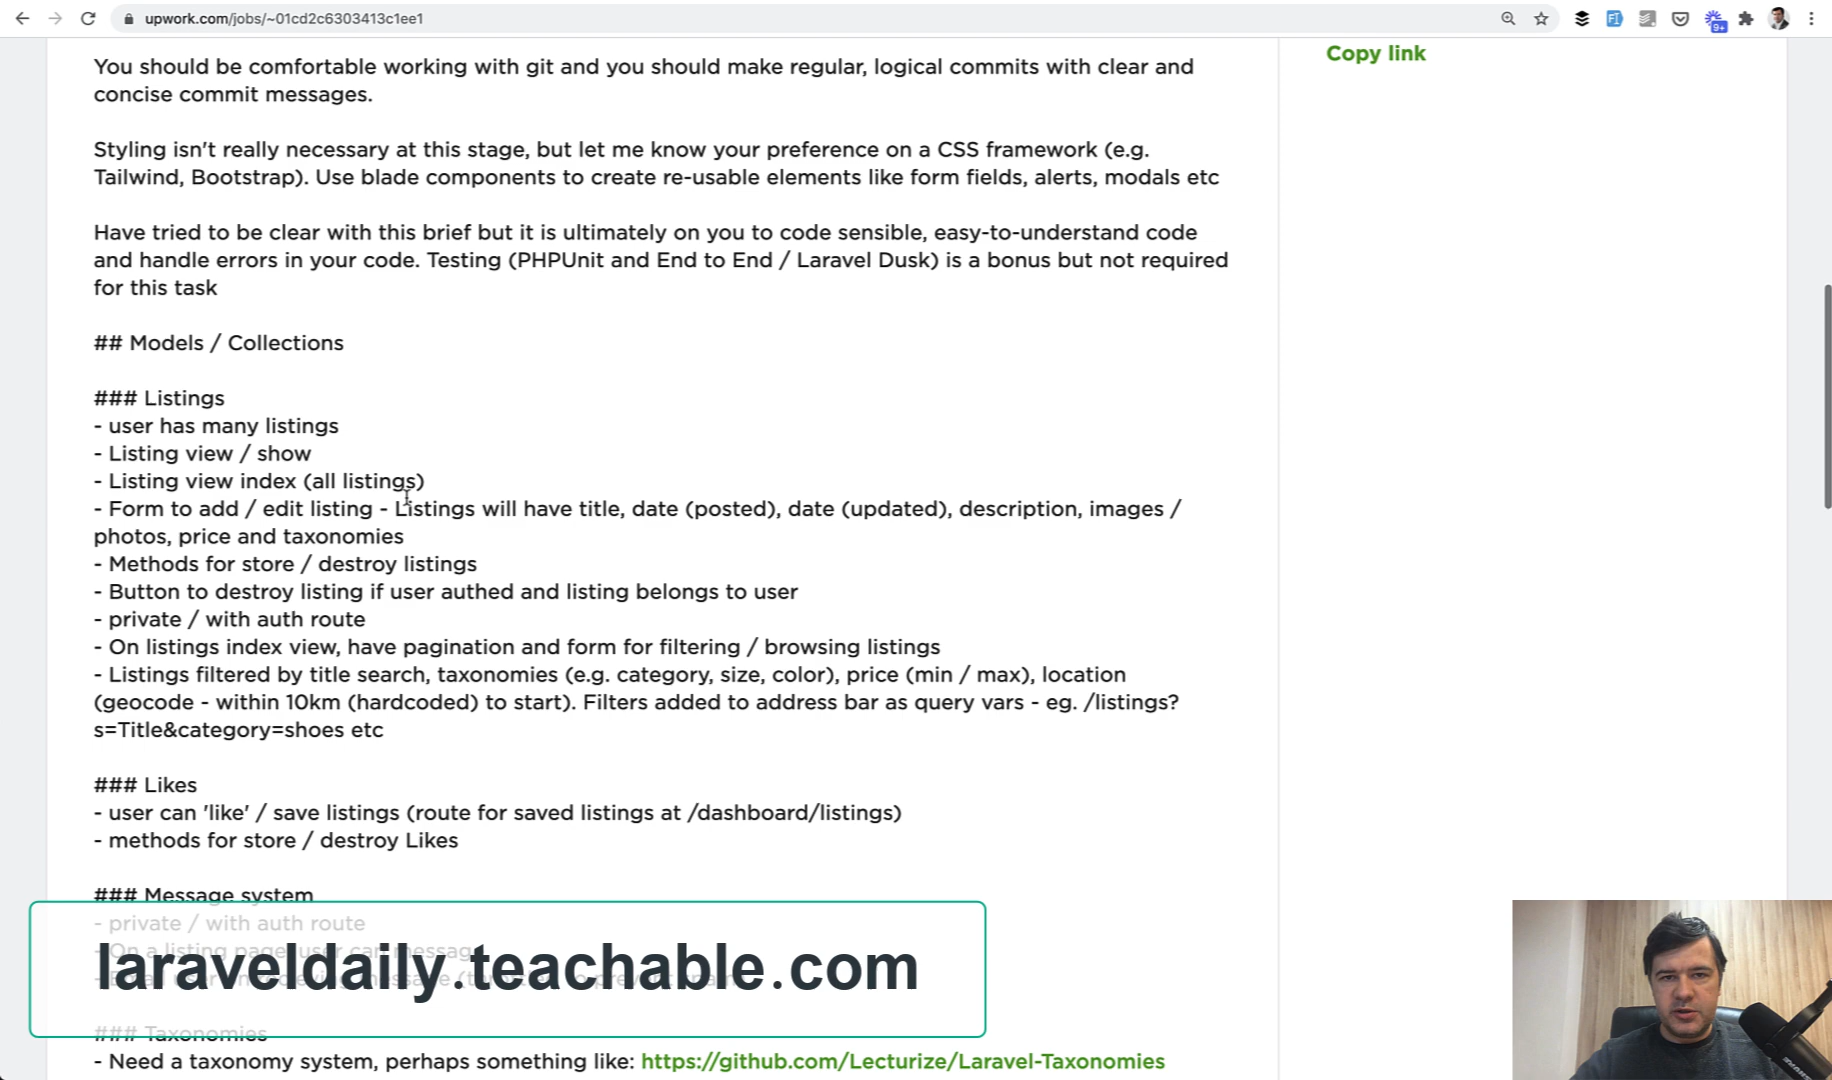 upwork.com/jobs/~01cd2c6303413c1ee1
9+
Copy link
You should be comfortable working with git and you should make regular, logical commits with clear and
concise commit messages.
Styling isn't really necessary at this stage, but let me know your preference on a CSS framework (e.g.
Tailwind, Bootstrap). Use blade components to create re-usable elements like form fields, alerts, modals etc
Have tried to be clear with this brief but it is ultimately on you to code sensible, easy-to-understand code
and handle errors in your code. Testing (PHPUnit and End to End / Laravel Dusk) is a bonus but not required
for this task
## Models / Collections
### Listings
- user has many listings
- Listing view / show
- Listing view index (all listings)
- Form to add / edit listing - Listings will have title, date (posted), date (updated), description, images /
photos, price and taxonomies
- Methods for store / destroy listings
- Button to destroy listing if user authed and listing belongs to user
- private / with auth route
- On listings index view, have pagination and form for filtering / browsing listings
- Listings filtered by title search, taxonomies (e.g. category, size, color), price (min / max), location
(geocode - within 10km (hardcoded) to start). Filters added to address bar as query vars - eg. /listings?
s=Title&category=shoes etc
### Likes
- user can 'like' / save listings (route for saved listings at /dashboard/listings)
- methods for store / destroy Likes
### Message system
- private / with auth route
- On a listing page user can message
laraveldaily.teachable.com
### Taxonomies
- Need a taxonomy system, perhaps something like: https://github.com/Lecturize/Laravel-Taxonomies